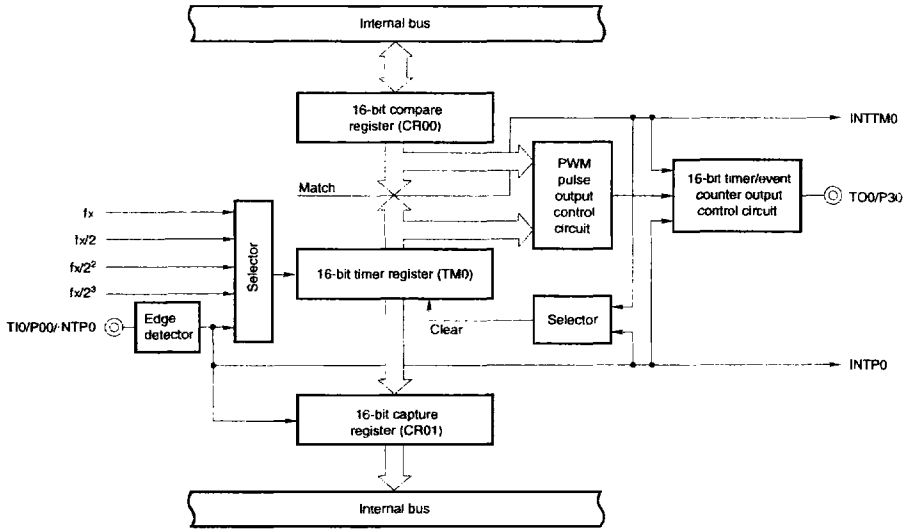 Internal bus
16-bit compare
register (CR00)
INTTM0
Match
PWM
pulse
output
control
circuit
16-bit timer/event
counter output
control circuit
TO0/P30
fx
fx/2
fx/2²
fx/2³
Selector
16-bit timer register (TM0)
TI0/P00/INTP0
Edge
detector
Clear
Selector
INTP0
16-bit capture
register (CR01)
Internal bus